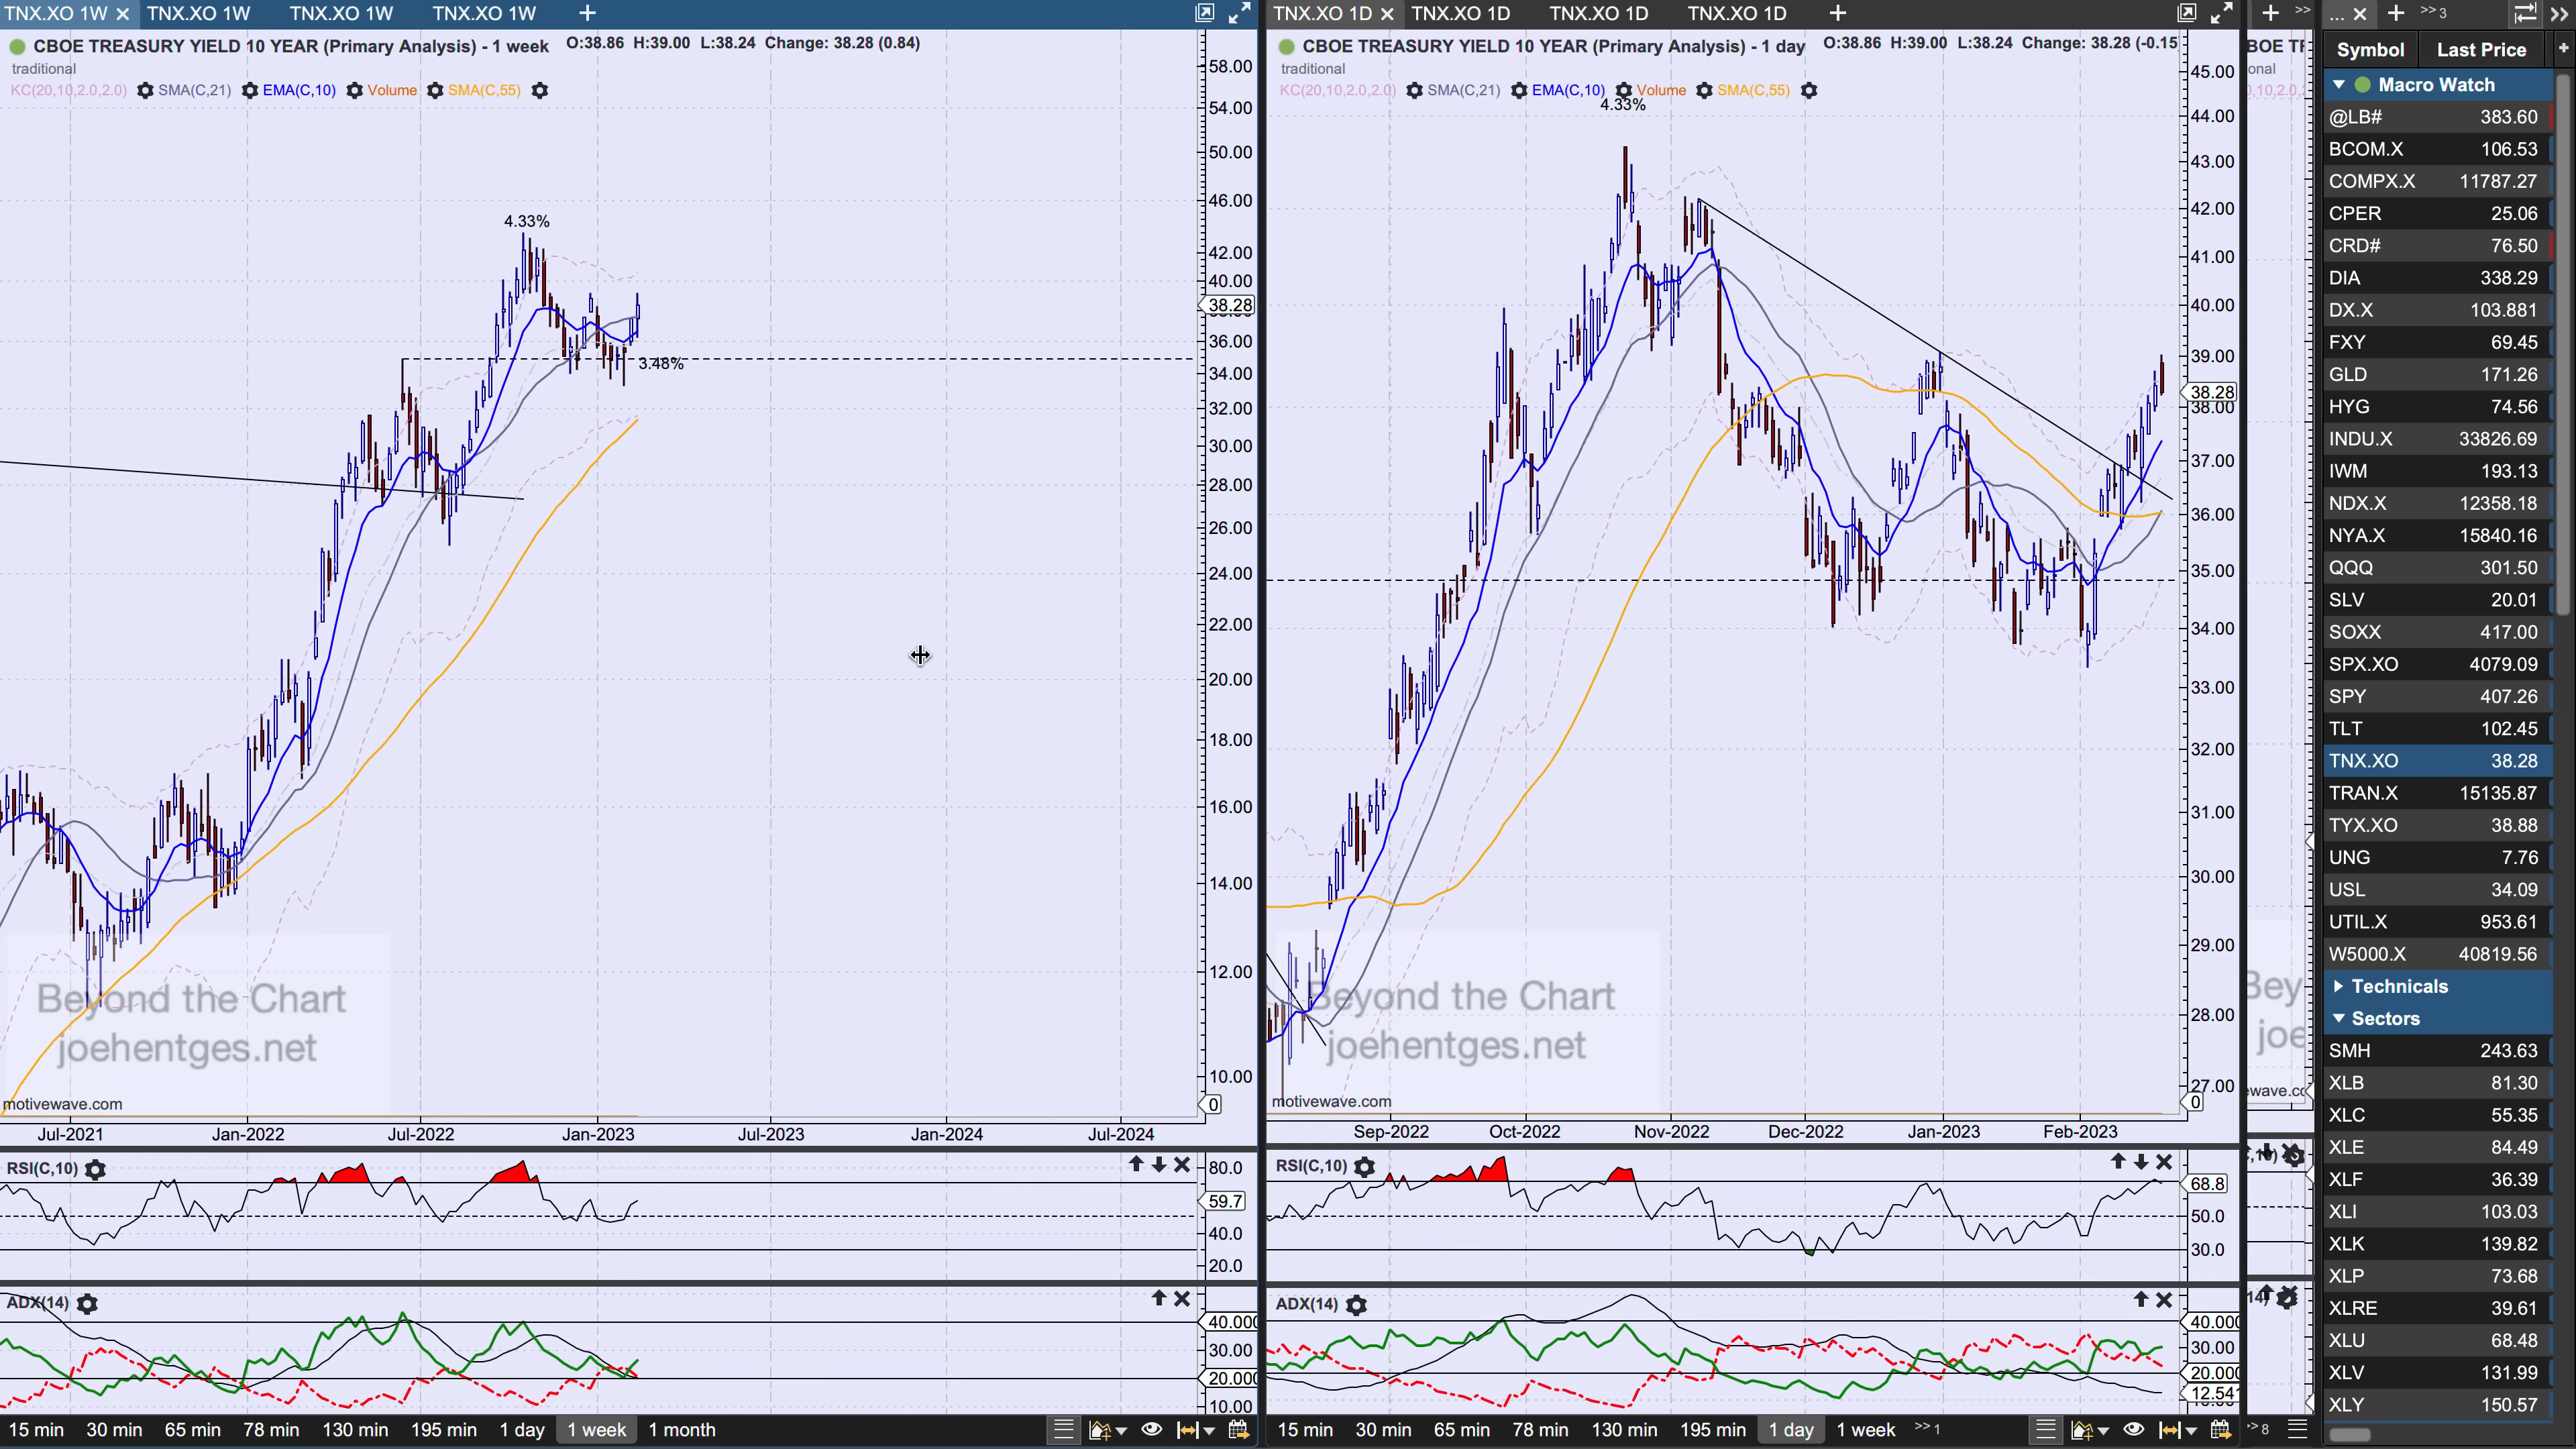 TNX.XO 1W TNX.XO 1W TNX.XO 1W TNX.XO 1W
CBOE TREASURY YIELD 10 YEAR (Primary Analysis) - 1 week O:38.86 H:39.00 L:38.24 Change: 38.28 (0.84)
traditional
KC(20,10,2.0,2.0) SMA(C,21) EMA(C,10) Volume SMA(C,55)
58.00
54.00
50.00
46.00
4.33%
42.00
40.00
38.28
36.00
3.48%
34.00
32.00
30.00
28.00
26.00
24.00
22.00
20.00
18.00
16.00
14.00
12.00
10.00
0
Beyond the Chart
joehentges.net
motivewave.com
Jul-2021 Jan-2022 Jul-2022 Jan-2023 Jul-2023 Jan-2024 Jul-2024
RSI(C,10)
80.0
59.7
40.0
20.0
ADX(14)
40.000
30.00
20.000
10.00
15 min 30 min 65 min 78 min 130 min 195 min 1 day 1 week 1 month
TNX.XO 1D TNX.XO 1D TNX.XO 1D TNX.XO 1D
CBOE TREASURY YIELD 10 YEAR (Primary Analysis) - 1 day O:38.86 H:39.00 L:38.24 Change: 38.28 (-0.15
traditional
KC(20,10,2.0,2.0) SMA(C,21) EMA(C,10) Volume SMA(C,55)
4.33%
45.00
44.00
43.00
42.00
41.00
40.00
39.00
38.28
38.00
37.00
36.00
35.00
34.00
33.00
32.00
31.00
30.00
29.00
28.00
27.00
0
Beyond the Chart
joehentges.net
motivewave.com
Sep-2022 Oct-2022 Nov-2022 Dec-2022 Jan-2023 Feb-2023
RSI(C,10)
68.8
50.0
30.0
ADX(14)
40.000
30.00
20.000
12.541
15 min 30 min 65 min 78 min 130 min 195 min 1 day 1 week >> 1
>> 8
>> 3
Symbol Last Price
Macro Watch
@LB# 383.60
BCOM.X 106.53
COMPX.X 11787.27
CPER 25.06
CRD# 76.50
DIA 338.29
DX.X 103.881
FXY 69.45
GLD 171.26
HYG 74.56
INDU.X 33826.69
IWM 193.13
NDX.X 12358.18
NYA.X 15840.16
QQQ 301.50
SLV 20.01
SOXX 417.00
SPX.XO 4079.09
SPY 407.26
TLT 102.45
TNX.XO 38.28
TRAN.X 15135.87
TYX.XO 38.88
UNG 7.76
USL 34.09
UTIL.X 953.61
W5000.X 40819.56
Technicals
Sectors
SMH 243.63
XLB 81.30
XLC 55.35
XLE 84.49
XLF 36.39
XLI 103.03
XLK 139.82
XLP 73.68
XLRE 39.61
XLU 68.48
XLV 131.99
XLY 150.57